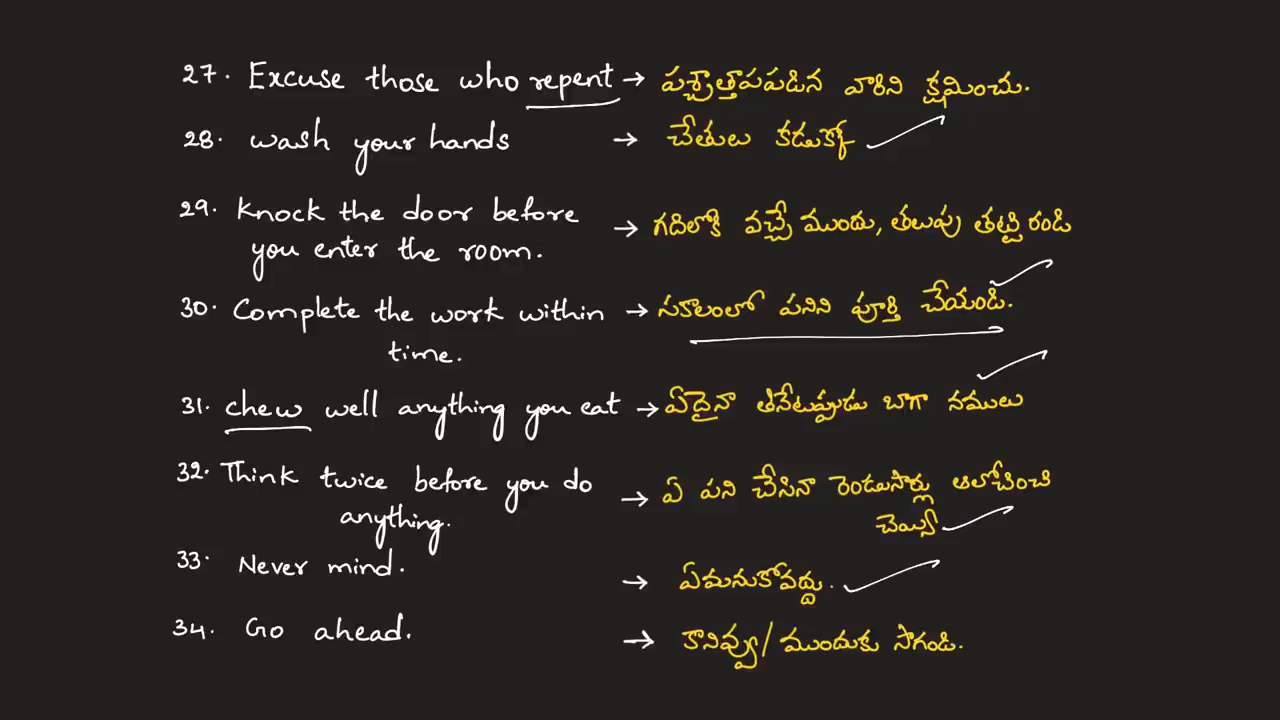 27. Excuse those who repent → పశ్చాత్తాపపడిన వారిని క్షమించు.
28. wash your hands → చేతులు కడుక్కో
29. Knock the door before → గదిలోకి వచ్చే ముందు, తలుపు తట్టి రండి
you enter the room.
30. Complete the work within → సకాలంలో పనిని పూర్తి చేయండి.
time.
31. chew well anything you eat → ఏదైనా తినేటప్పుడు బాగా నములు
32. Think twice before you do → ఏ పని చేసినా రెండుసార్లు ఆలోచించి
anything. చెయ్యి
33. Never mind. → ఏమనుకోవద్దు.
34. Go ahead. → కానివ్వు/ముందుకు సాగండి.